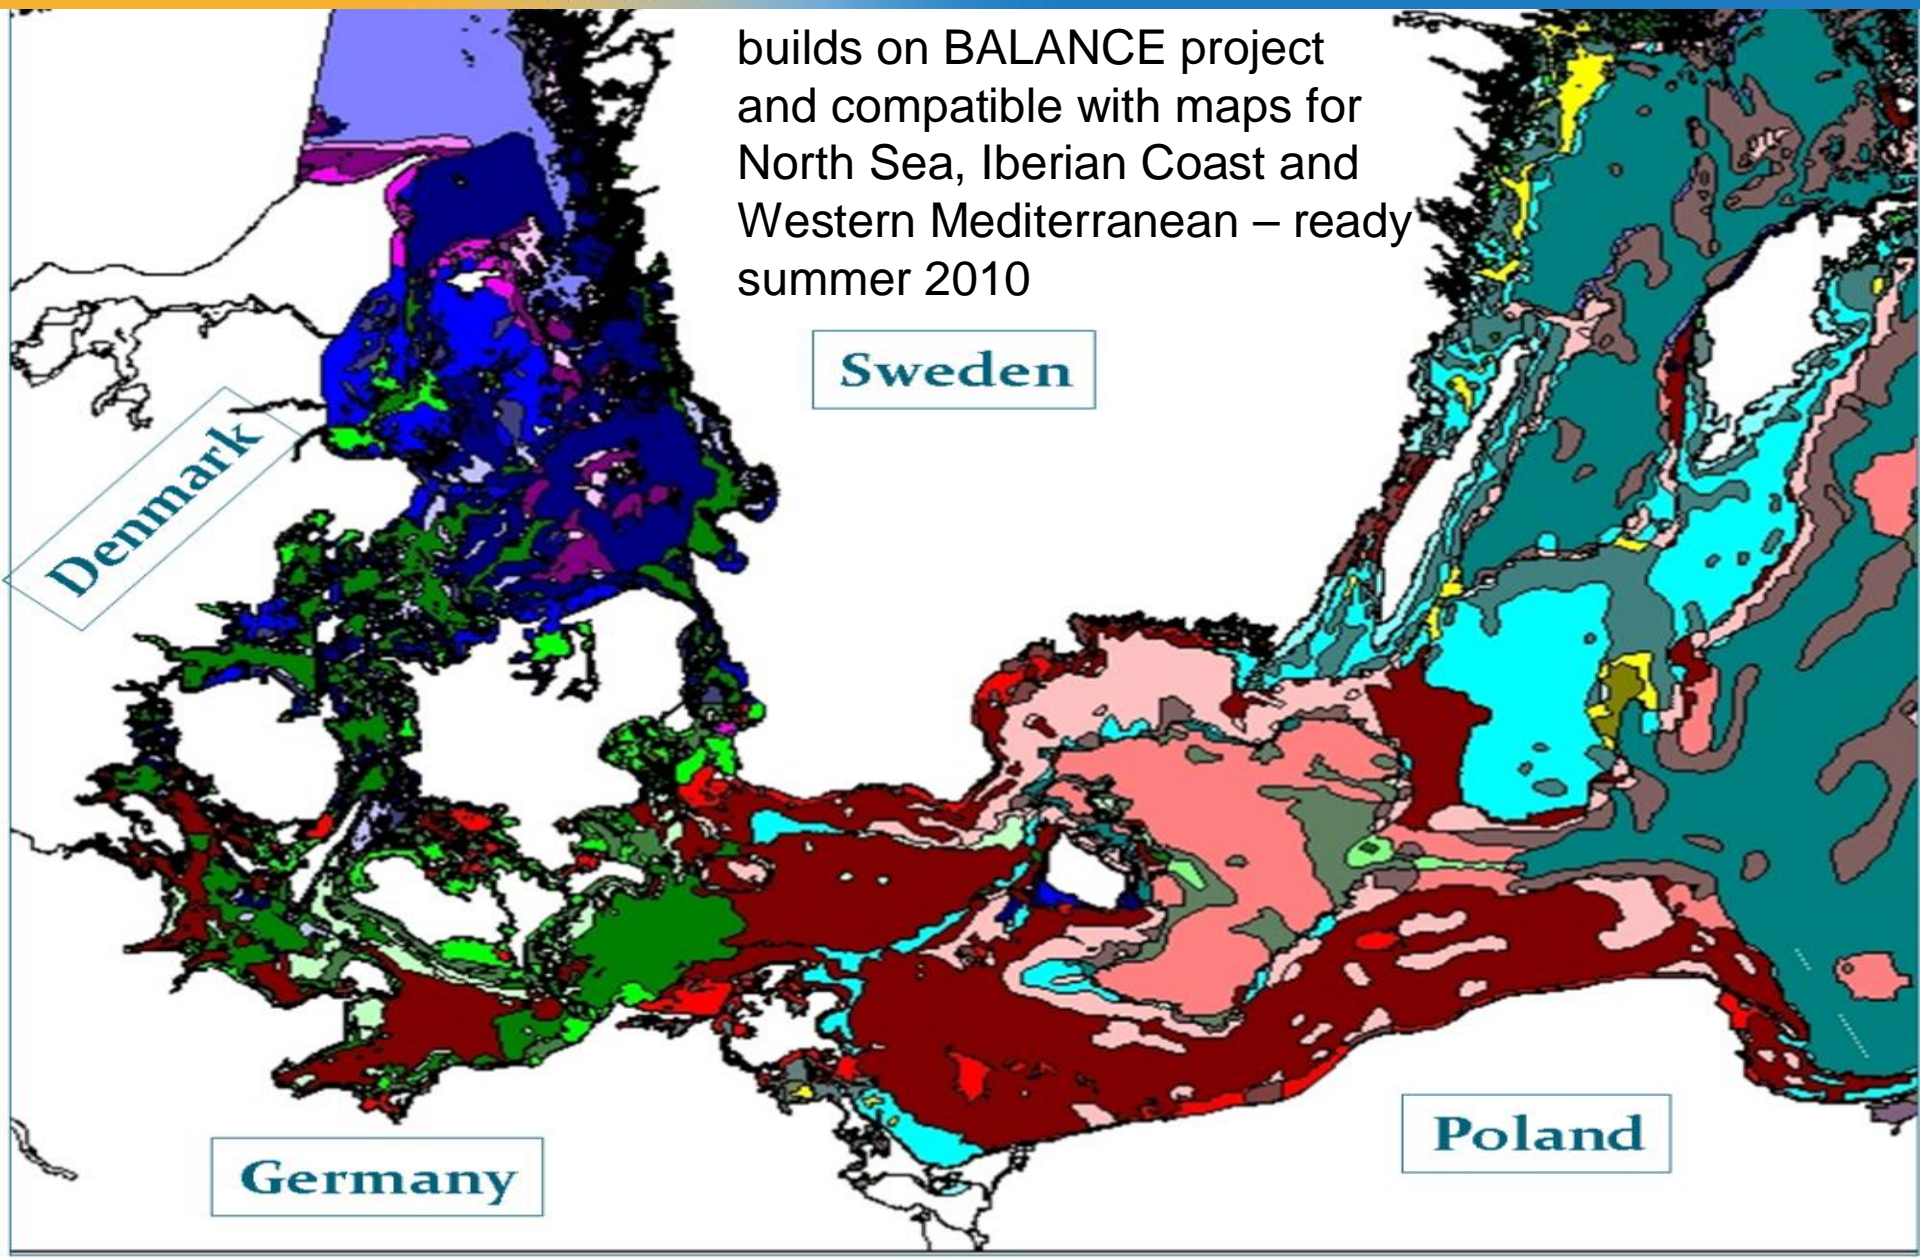 builds on BALANCE project
and compatible with maps for
North Sea, Iberian Coast and
Western Mediterranean – ready
summer 2010
Sweden
Denmark
Germany
Poland